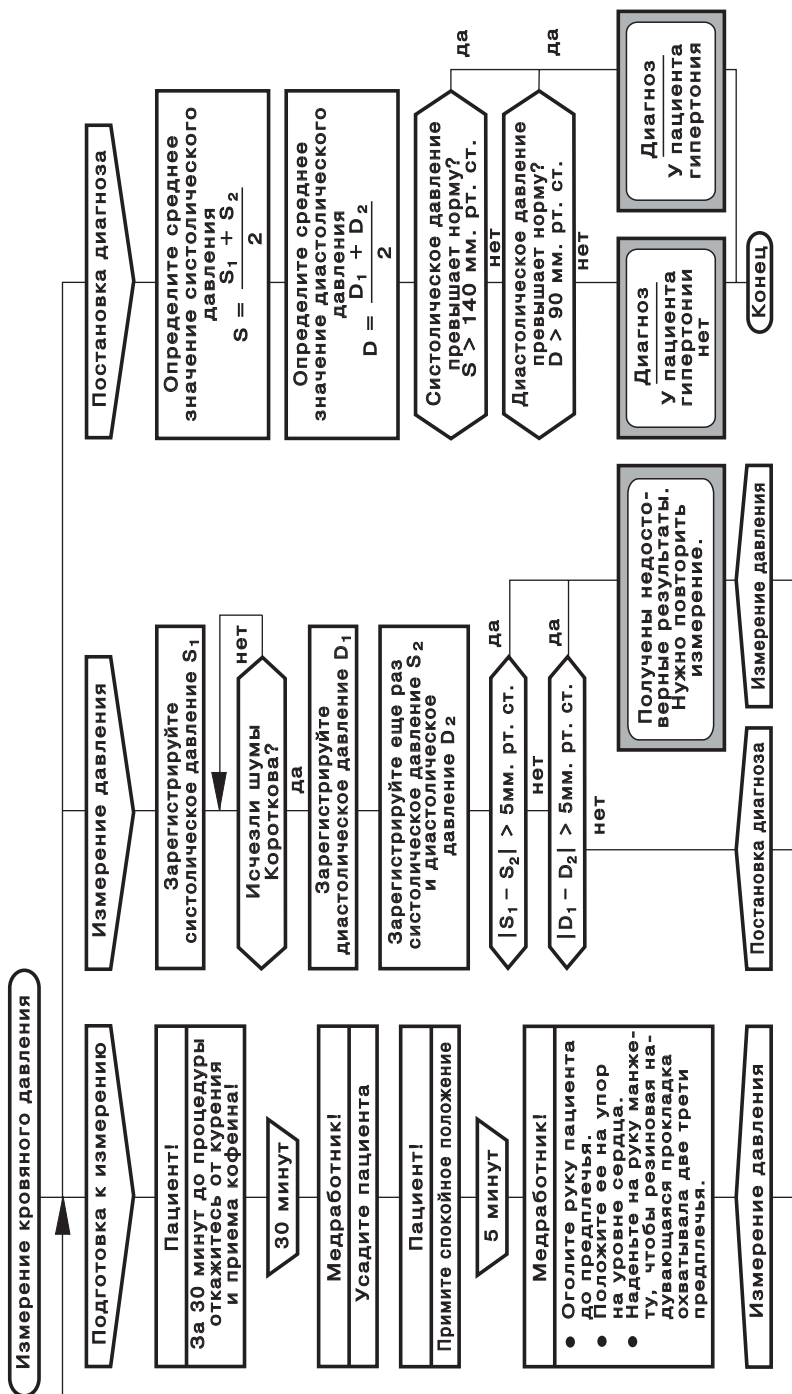 Измерение кровяного давления
Подготовка к измерению
Пациент!
За 30 минут до процедуры
откажитесь от курения
и приема кофеина!
30 минут
Медработник!
Усадите пациента
Пациент!
Примите спокойное положение
5 минут
Медработник!
• Оголите руку пациента
до предплечья.
• Положите ее на упор
на уровне сердца.
• Наденьте на руку манже-
ту, чтобы резиновая на-
дувающаяся прокладка
охватывала две трети
предплечья.
Измерение давления
Измерение давления
Зарегистрируйте
систолическое давление S₁
Исчезли шумы
Короткова?
нет
да
Зарегистрируйте
диастолическое давление D₁
Зарегистрируйте еще раз
систолическое давление S₂
и диастолическое
давление D₂
|S₁ – S₂| > 5мм. рт. ст.
да
нет
|D₁ – D₂| > 5мм. рт. ст.
да
нет
Постановка диагноза
Получены недосто-
верные результаты.
Нужно повторить
измерение.
Измерение давления
Постановка диагноза
Определите среднее
значение систолического
давления
S = (S₁ + S₂) / 2
Определите среднее
значение диастолического
давления
D = (D₁ + D₂) / 2
Систолическое давление
превышает норму?
S > 140 мм. рт. ст.
да
нет
Диастолическое давление
превышает норму?
D > 90 мм. рт. ст.
да
нет
Диагноз
У пациента
гипертонии
нет
Диагноз
У пациента
гипертония
Конец